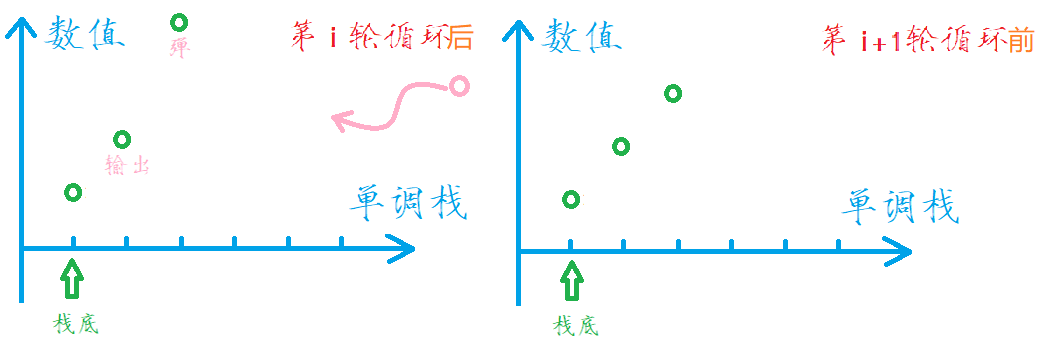 数值
弹
第 i 轮循环后
输出
单调栈
栈底
数值
第 i+1轮循环前
单调栈
栈底